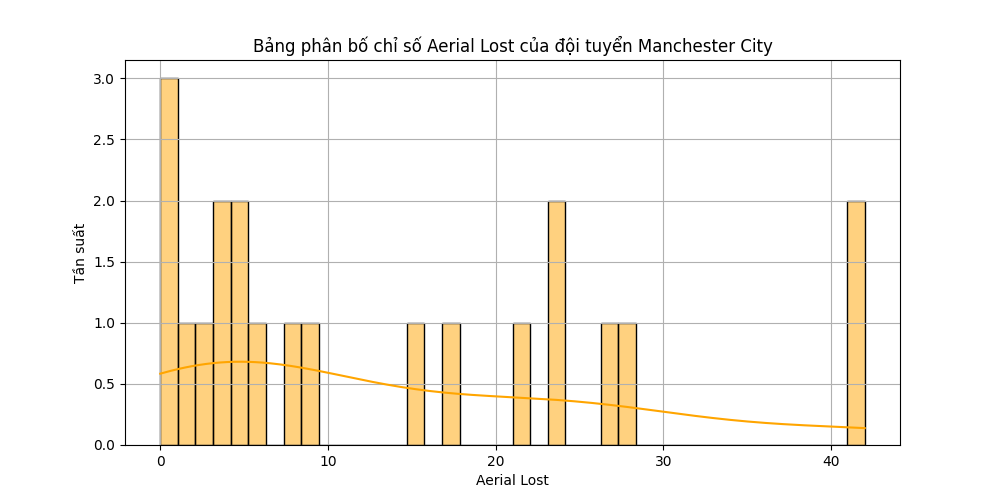 Bảng phân bố chỉ số Aerial Lost của đội tuyển Manchester City
3.0
2.5
2.0
1.5
1.0
0.5
0.0
Tần suất
0 10 20 30 40
Aerial Lost